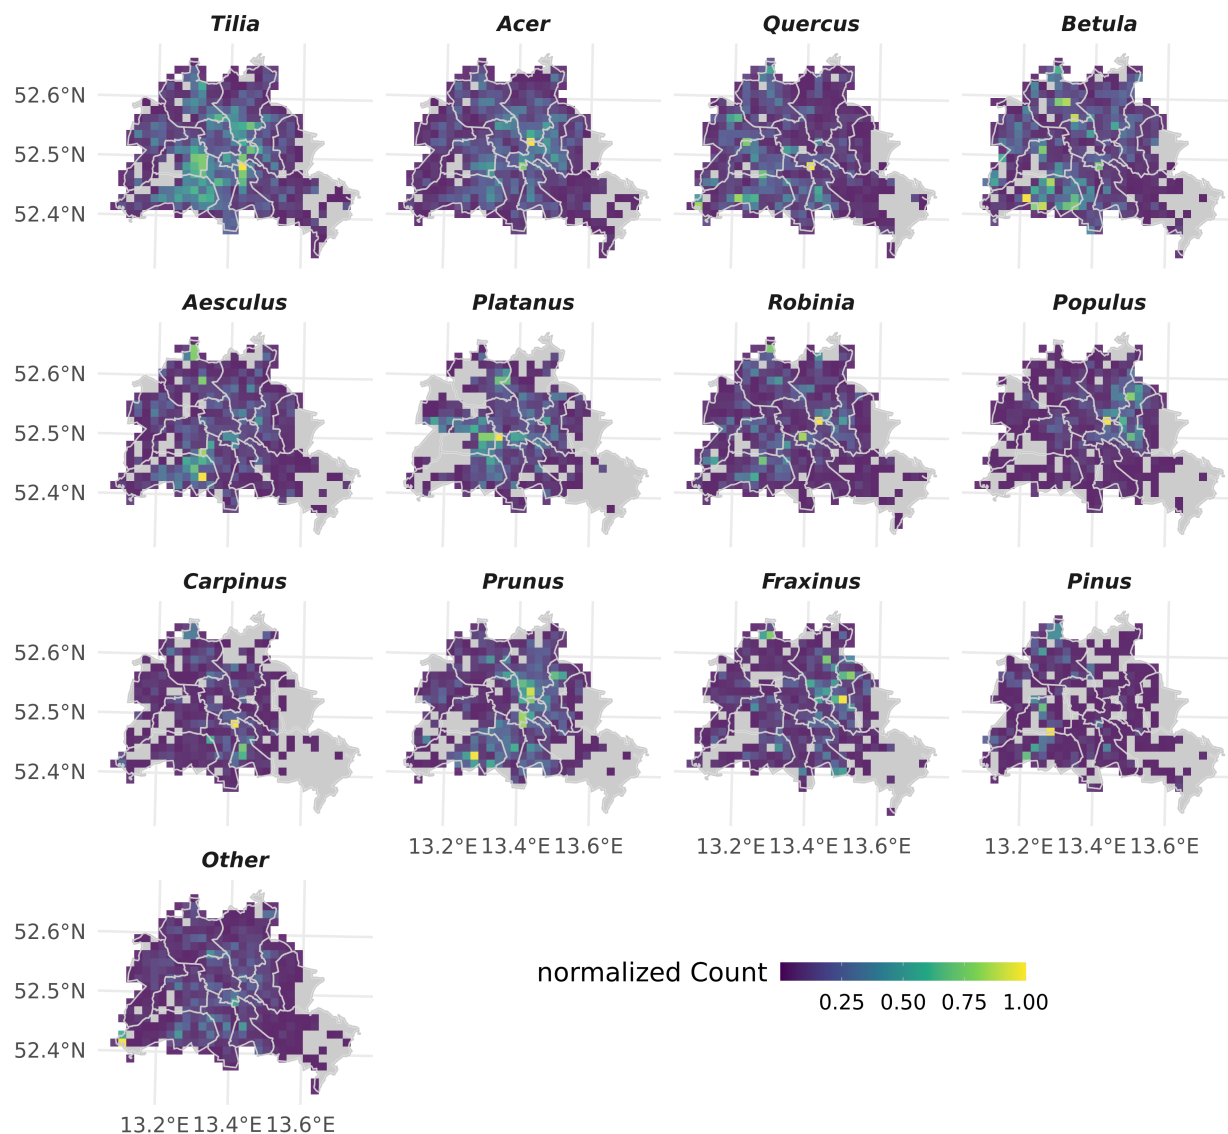 Tilia Acer Quercus Betula
52.6°N
52.5°N
52.4°N
Aesculus Platanus Robinia Populus
52.6°N
52.5°N
52.4°N
Carpinus Prunus Fraxinus Pinus
52.6°N
52.5°N
52.4°N
13.2°E 13.4°E 13.6°E 13.2°E 13.4°E 13.6°E 13.2°E 13.4°E 13.6°E
Other
52.6°N
52.5°N
52.4°N
13.2°E 13.4°E 13.6°E
normalized Count
0.25 0.50 0.75 1.00